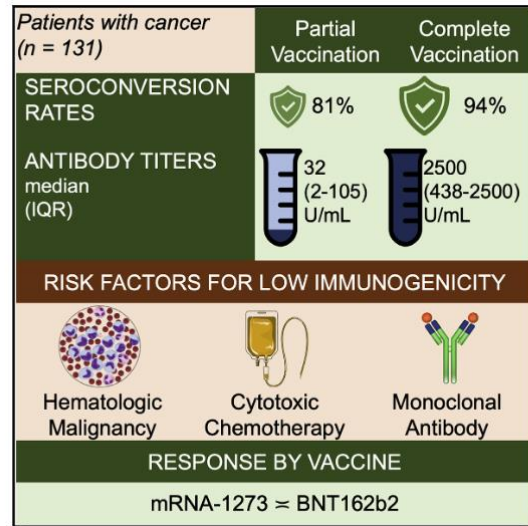 Patients with cancer
(n = 131)
Partial
Vaccination
Complete
Vaccination
SEROCONVERSION
RATES
81%
94%
ANTIBODY TITERS
median
(IQR)
32
(2-105)
U/mL
2500
(438-2500)
U/mL
RISK FACTORS FOR LOW IMMUNOGENICITY
Hematologic
Malignancy
Cytotoxic
Chemotherapy
Monoclonal
Antibody
RESPONSE BY VACCINE
mRNA-1273 ≍ BNT162b2